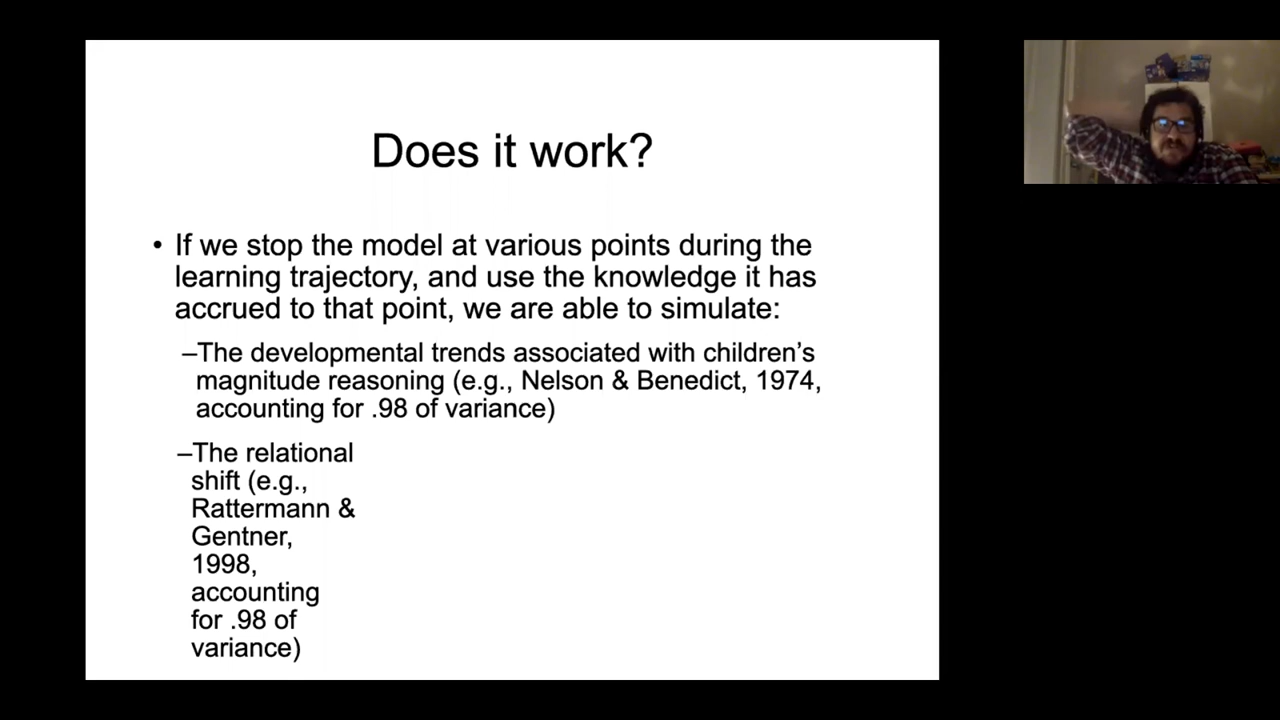 Does it work?
• If we stop the model at various points during the
learning trajectory, and use the knowledge it has
accrued to that point, we are able to simulate:
–The developmental trends associated with children’s
magnitude reasoning (e.g., Nelson & Benedict, 1974,
accounting for .98 of variance)
–The relational
shift (e.g.,
Rattermann &
Gentner,
1998,
accounting
for .98 of
variance)